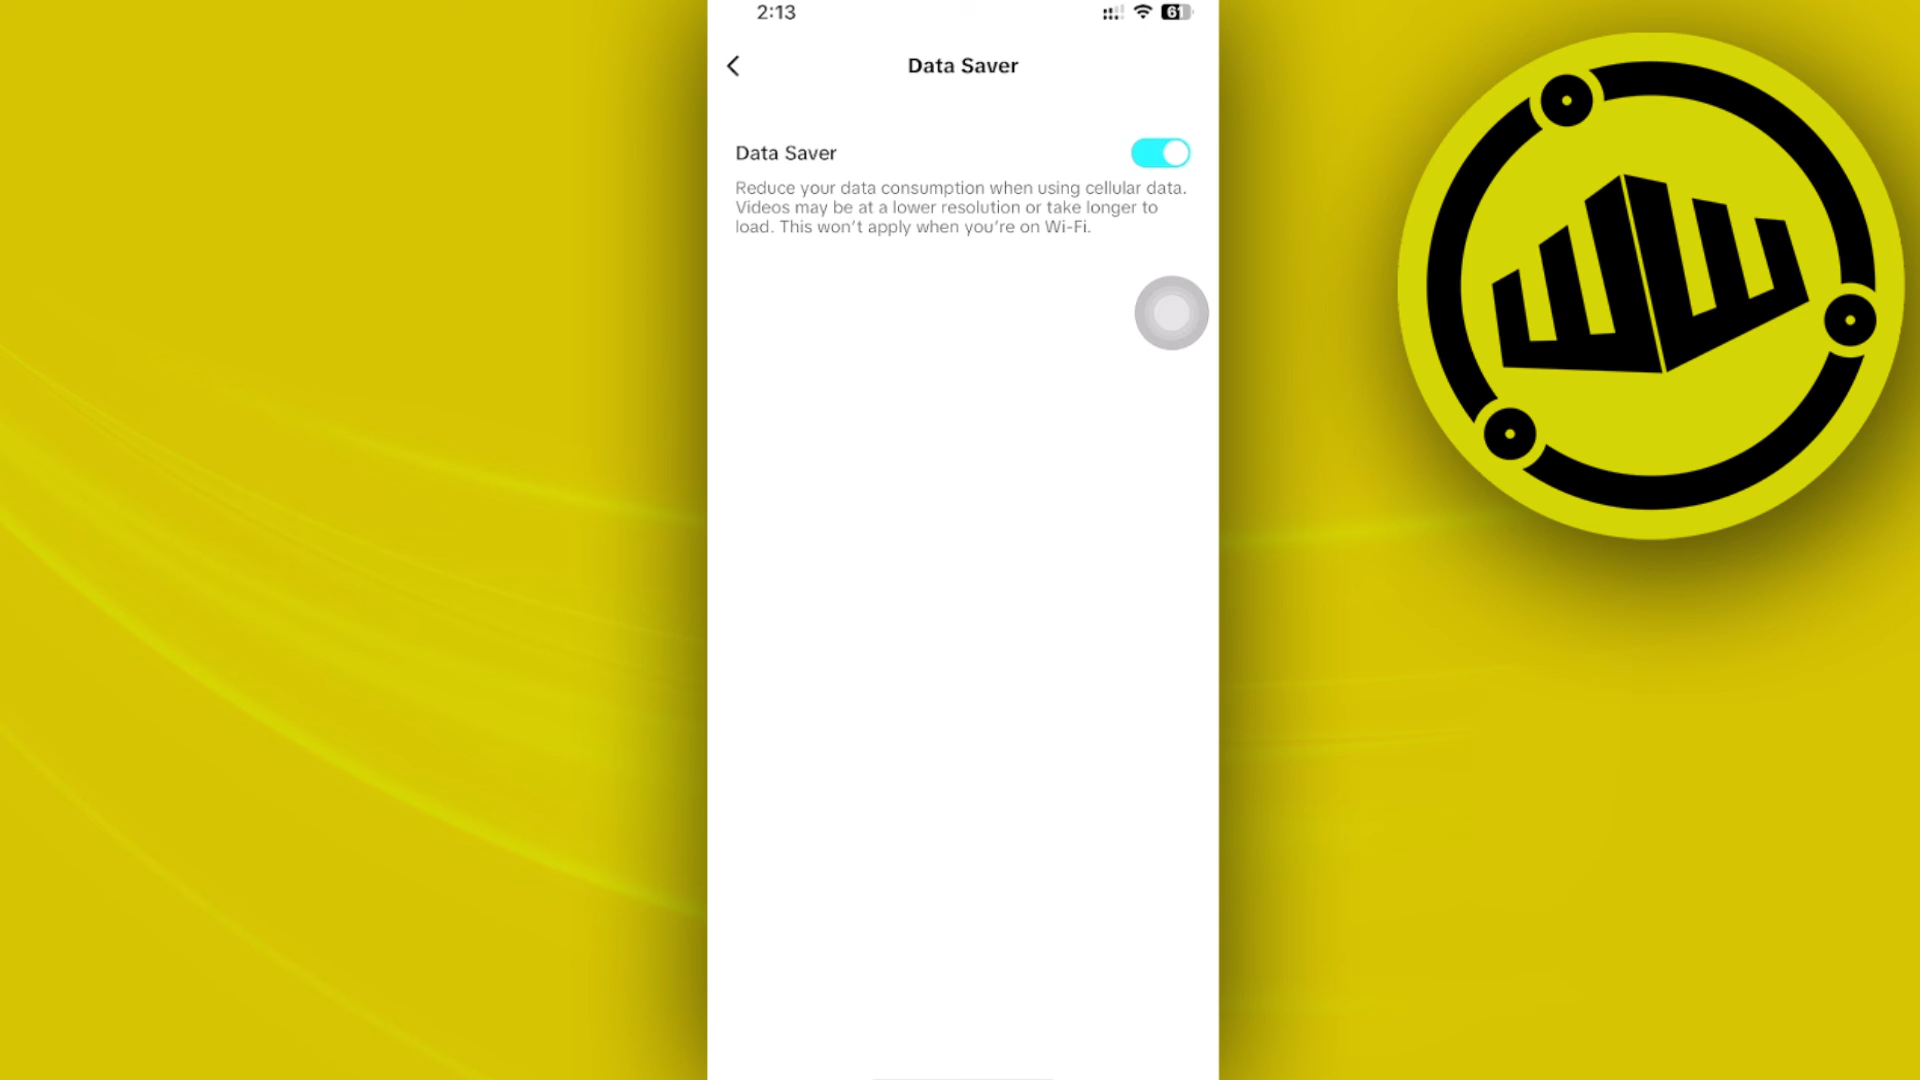 2:13
61
Data Saver
Data Saver
Reduce your data consumption when using cellular data.
Videos may be at a lower resolution or take longer to
load. This won’t apply when you’re on Wi-Fi.